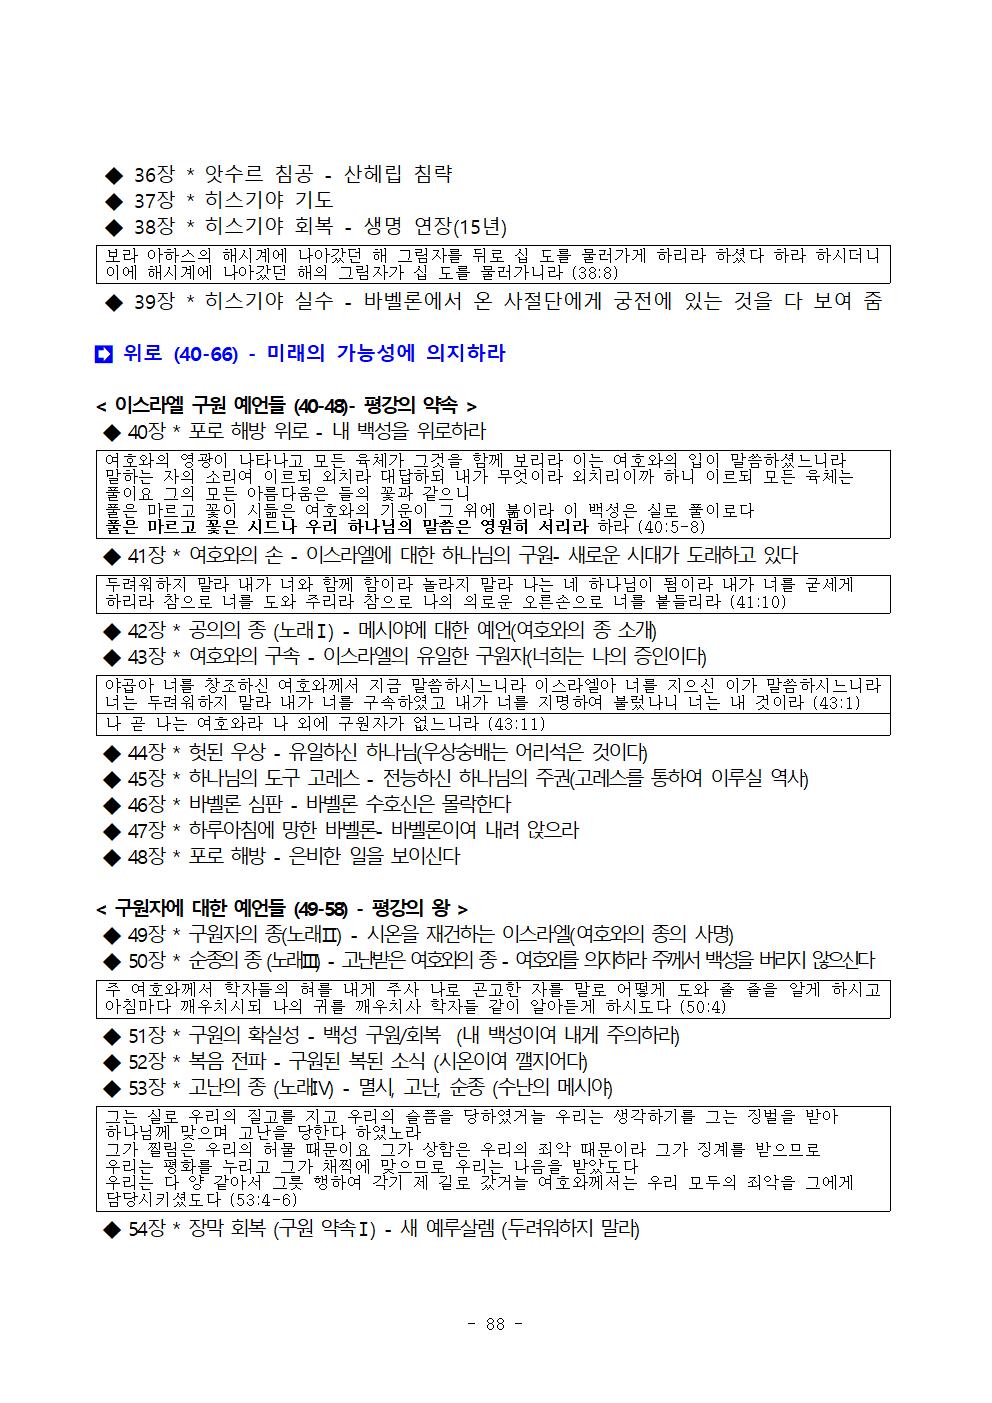 ◆ 36장 * 앗수르 침공 - 산헤립 침략
◆ 37장 * 히스기야 기도
◆ 38장 * 히스기야 회복 - 생명 연장(15년)
보라 아하스의 해시계에 나아갔던 해 그림자를 뒤로 십 도를 물러가게 하리라 하셨다 하라 하시더니
이에 해시계에 나아갔던 해의 그림자가 십 도를 물러가니라 (38:8)
◆ 39장 * 히스기야 실수 - 바벨론에서 온 사절단에게 궁전에 있는 것을 다 보여 줌
➡ 위로 (40-66) - 미래의 가능성에 의지하라
< 이스라엘 구원 예언들 (40-48)- 평강의 약속 >
◆ 40장 * 포로 해방 위로 - 내 백성을 위로하라
여호와의 영광이 나타나고 모든 육체가 그것을 함께 보리라 이는 여호와의 입이 말씀하셨느니라
말하는 자의 소리여 이르되 외치라 대답하되 내가 무엇이라 외치리이까 하니 이르되 모든 육체는
풀이요 그의 모든 아름다움은 들의 꽃과 같으니
풀은 마르고 꽃이 시듦은 여호와의 기운이 그 위에 붊이라 이 백성은 실로 풀이로다
풀은 마르고 꽃은 시드나 우리 하나님의 말씀은 영원히 서리라 하라 (40:5-8)
◆ 41장 * 여호와의 손 - 이스라엘에 대한 하나님의 구원- 새로운 시대가 도래하고 있다
두려워하지 말라 내가 너와 함께 함이라 놀라지 말라 나는 네 하나님이 됨이라 내가 너를 굳세게
하리라 참으로 너를 도와 주리라 참으로 나의 의로운 오른손으로 너를 붙들리라 (41:10)
◆ 42장 * 공의의 종 (노래Ⅰ) - 메시야에 대한 예언(여호와의 종 소개)
◆ 43장 * 여호와의 구속 - 이스라엘의 유일한 구원자(너희는 나의 증인이다)
야곱아 너를 창조하신 여호와께서 지금 말씀하시느니라 이스라엘아 너를 지으신 이가 말씀하시느니라
너는 두려워하지 말라 내가 너를 구속하였고 내가 너를 지명하여 불렀나니 너는 내 것이라 (43:1)
나 곧 나는 여호와라 나 외에 구원자가 없느니라 (43:11)
◆ 44장 * 헛된 우상 - 유일하신 하나님(우상숭배는 어리석은 것이다)
◆ 45장 * 하나님의 도구 고레스 - 전능하신 하나님의 주권(고레스를 통하여 이루실 역사)
◆ 46장 * 바벨론 심판 - 바벨론 수호신은 몰락한다
◆ 47장 * 하루아침에 망한 바벨론- 바벨론이여 내려 앉으라
◆ 48장 * 포로 해방 - 은비한 일을 보이신다
< 구원자에 대한 예언들 (49-58) - 평강의 왕 >
◆ 49장 * 구원자의 종(노래Ⅱ) - 시온을 재건하는 이스라엘(여호와의 종의 사명)
◆ 50장 * 순종의 종 (노래Ⅲ) - 고난받은 여호와의 종 - 여호와를 의지하라 주께서 백성을 버리지 않으신다
주 여호와께서 학자들의 혀를 내게 주사 나로 곤고한 자를 말로 어떻게 도와 줄 줄을 알게 하시고
아침마다 깨우치시되 나의 귀를 깨우치사 학자들 같이 알아듣게 하시도다 (50:4)
◆ 51장 * 구원의 확실성 - 백성 구원/회복 (내 백성이여 내게 주의하라)
◆ 52장 * 복음 전파 - 구원된 복된 소식 (시온이여 깰지어다)
◆ 53장 * 고난의 종 (노래Ⅳ) - 멸시, 고난, 순종 (수난의 메시야)
그는 실로 우리의 질고를 지고 우리의 슬픔을 당하였거늘 우리는 생각하기를 그는 징벌을 받아
하나님께 맞으며 고난을 당한다 하였노라
그가 찔림은 우리의 허물 때문이요 그가 상함은 우리의 죄악 때문이라 그가 징계를 받으므로
우리는 평화를 누리고 그가 채찍에 맞으므로 우리는 나음을 받았도다
우리는 다 양 같아서 그릇 행하여 각기 제 길로 갔거늘 여호와께서는 우리 모두의 죄악을 그에게
담당시키셨도다 (53:4-6)
◆ 54장 * 장막 회복 (구원 약속Ⅰ) - 새 예루살렘 (두려워하지 말라)
- 88 -